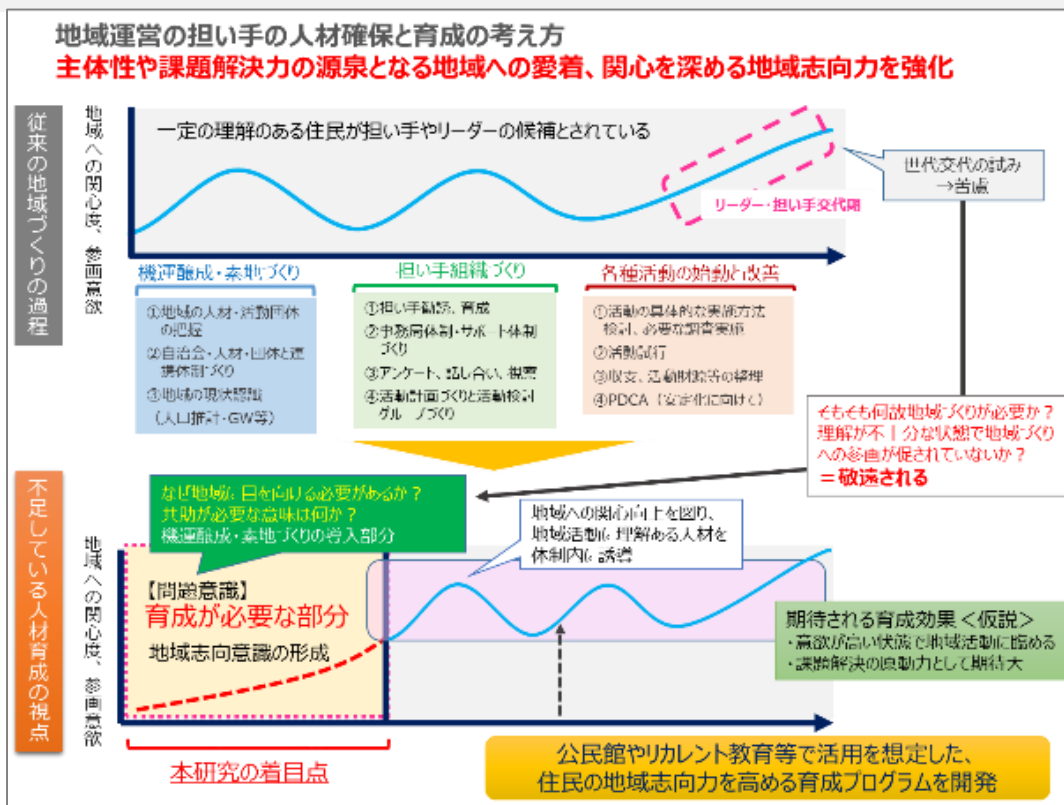 地域運営の担い手の人材確保と育成の考え方
主体性や課題解決力の源泉となる地域への愛着、関心を深める地域志向力を強化
従来の地域づくりの過程
地域への関心度、参画意欲
一定の理解のある住民が担い手やリーダーの候補とされている
リーダー・担い手交代期
世代交代の試み
→苦慮
機運醸成・素地づくり
①地域の人材・活動団体
の把握
②自治会・人材・団体と連
携体制づくり
③地域の現状認識
(人口推計・GW等)
担い手組織づくり
①担い手勧誘、育成
②事務局体制・サポート体制
づくり
③アンケート、話し合い、視察
④活動計画づくりと活動検討
グループづくり
各種活動の始動と改善
①活動の具体的な実施方法
検討、必要な調査実施
②活動試行
③収支、活動財源等の整理
④PDCA(安定化に向けて)
そもそも何故地域づくりが必要か?
理解が不十分な状態で地域づくり
への参画が促されていないか?
=敬遠される
不足している人材育成の視点
地域への関心度、参画意欲
なぜ地域に目を向ける必要があるか?
共助が必要な意味は何か?
機運醸成・素地づくりの導入部分
【問題意識】
育成が必要な部分
地域志向意識の形成
地域への関心向上を図り、
地域活動に理解ある人材を
体制内に誘導
期待される育成効果<仮説>
・意欲が高い状態で地域活動に臨める
・課題解決の原動力として期待大
本研究の着目点
公民館やリカレント教育等で活用を想定した、
住民の地域志向力を高める育成プログラムを開発